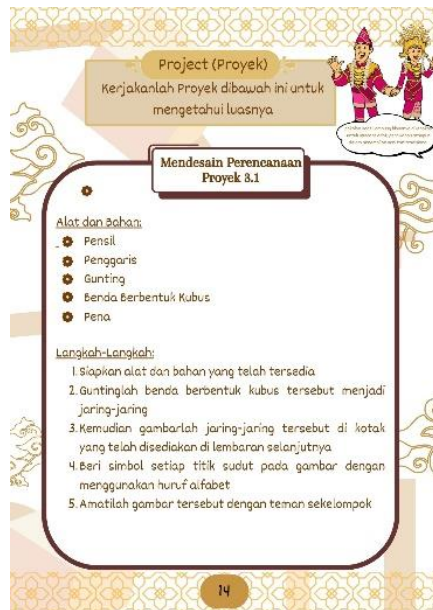 Project (Proyek)
Kerjakanlah Proyek dibawah ini untuk
mengetahui luasnya
Mendesain Perencanaan
Proyek 3.1
Alat dan Bahan:
Pensil
Penggaris
Gunting
Benda Berbentuk Kubus
Pena
Langkah-Langkah:
1. Siapkan alat dan bahan yang telah tersedia
2. Guntinglah benda berbentuk kubus tersebut menjadi
jaring-jaring
3. Kemudian gambarlah jaring-jaring tersebut di kotak
yang telah disediakan di lembaran selanjutnya
4. Beri simbol setiap titik sudut pada gambar dengan
menggunakan huruf alfabet
5. Amatilah gambar tersebut dengan teman sekelompok
14